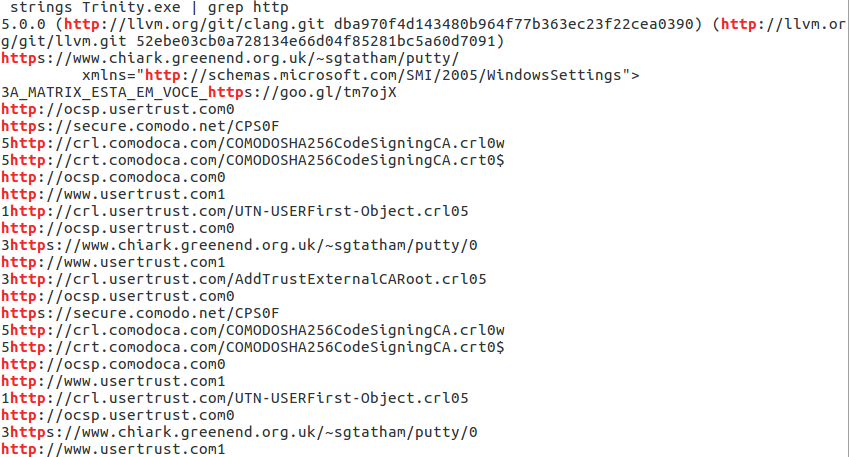 strings Trinity.exe | grep http
5.0.0 (http://llvm.org/git/clang.git dba970f4d143480b964f77b363ec23f22cea0390) (http://llvm.or
g/git/llvm.git 52ebe03cb0a728134e66d04f85281bc5a60d7091)
https://www.chiark.greenend.org.uk/~sgtatham/putty/
xmlns="http://schemas.microsoft.com/SMI/2005/WindowsSettings">
3A_MATRIX_ESTA_EM_VOCE_https://goo.gl/tm7ojX
http://ocsp.usertrust.com0
https://secure.comodo.net/CPS0F
5http://crl.comodoca.com/COMODOSHA256CodeSigningCA.crl0w
5http://crt.comodoca.com/COMODOSHA256CodeSigningCA.crt0$
http://ocsp.comodoca.com0
http://www.usertrust.com1
1http://crl.usertrust.com/UTN-USERFirst-Object.crl05
http://ocsp.usertrust.com0
3https://www.chiark.greenend.org.uk/~sgtatham/putty/0
http://www.usertrust.com1
3http://crl.usertrust.com/AddTrustExternalCARoot.crl05
http://ocsp.usertrust.com0
https://secure.comodo.net/CPS0F
5http://crl.comodoca.com/COMODOSHA256CodeSigningCA.crl0w
5http://crt.comodoca.com/COMODOSHA256CodeSigningCA.crt0$
http://ocsp.comodoca.com0
http://www.usertrust.com1
1http://crl.usertrust.com/UTN-USERFirst-Object.crl05
http://ocsp.usertrust.com0
3https://www.chiark.greenend.org.uk/~sgtatham/putty/0
http://www.usertrust.com1